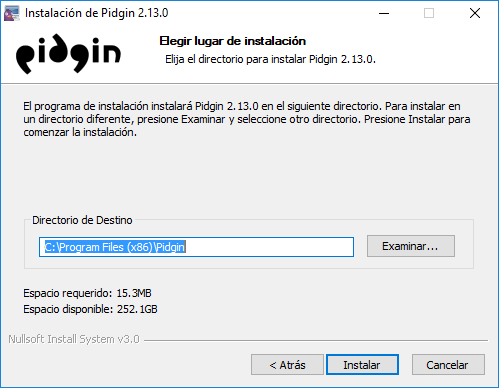 Instalación de Pidgin 2.13.0
pidgin
Elegir lugar de instalación
Elija el directorio para instalar Pidgin 2.13.0.
El programa de instalación instalará Pidgin 2.13.0 en el siguiente directorio. Para instalar en
un directorio diferente, presione Examinar y seleccione otro directorio. Presione Instalar para
comenzar la instalación.
Directorio de Destino
C:\Program Files (x86)\Pidgin
Examinar...
Espacio requerido: 15.3MB
Espacio disponible: 252.1GB
Nullsoft Install System v3.0
< Atrás
Instalar
Cancelar